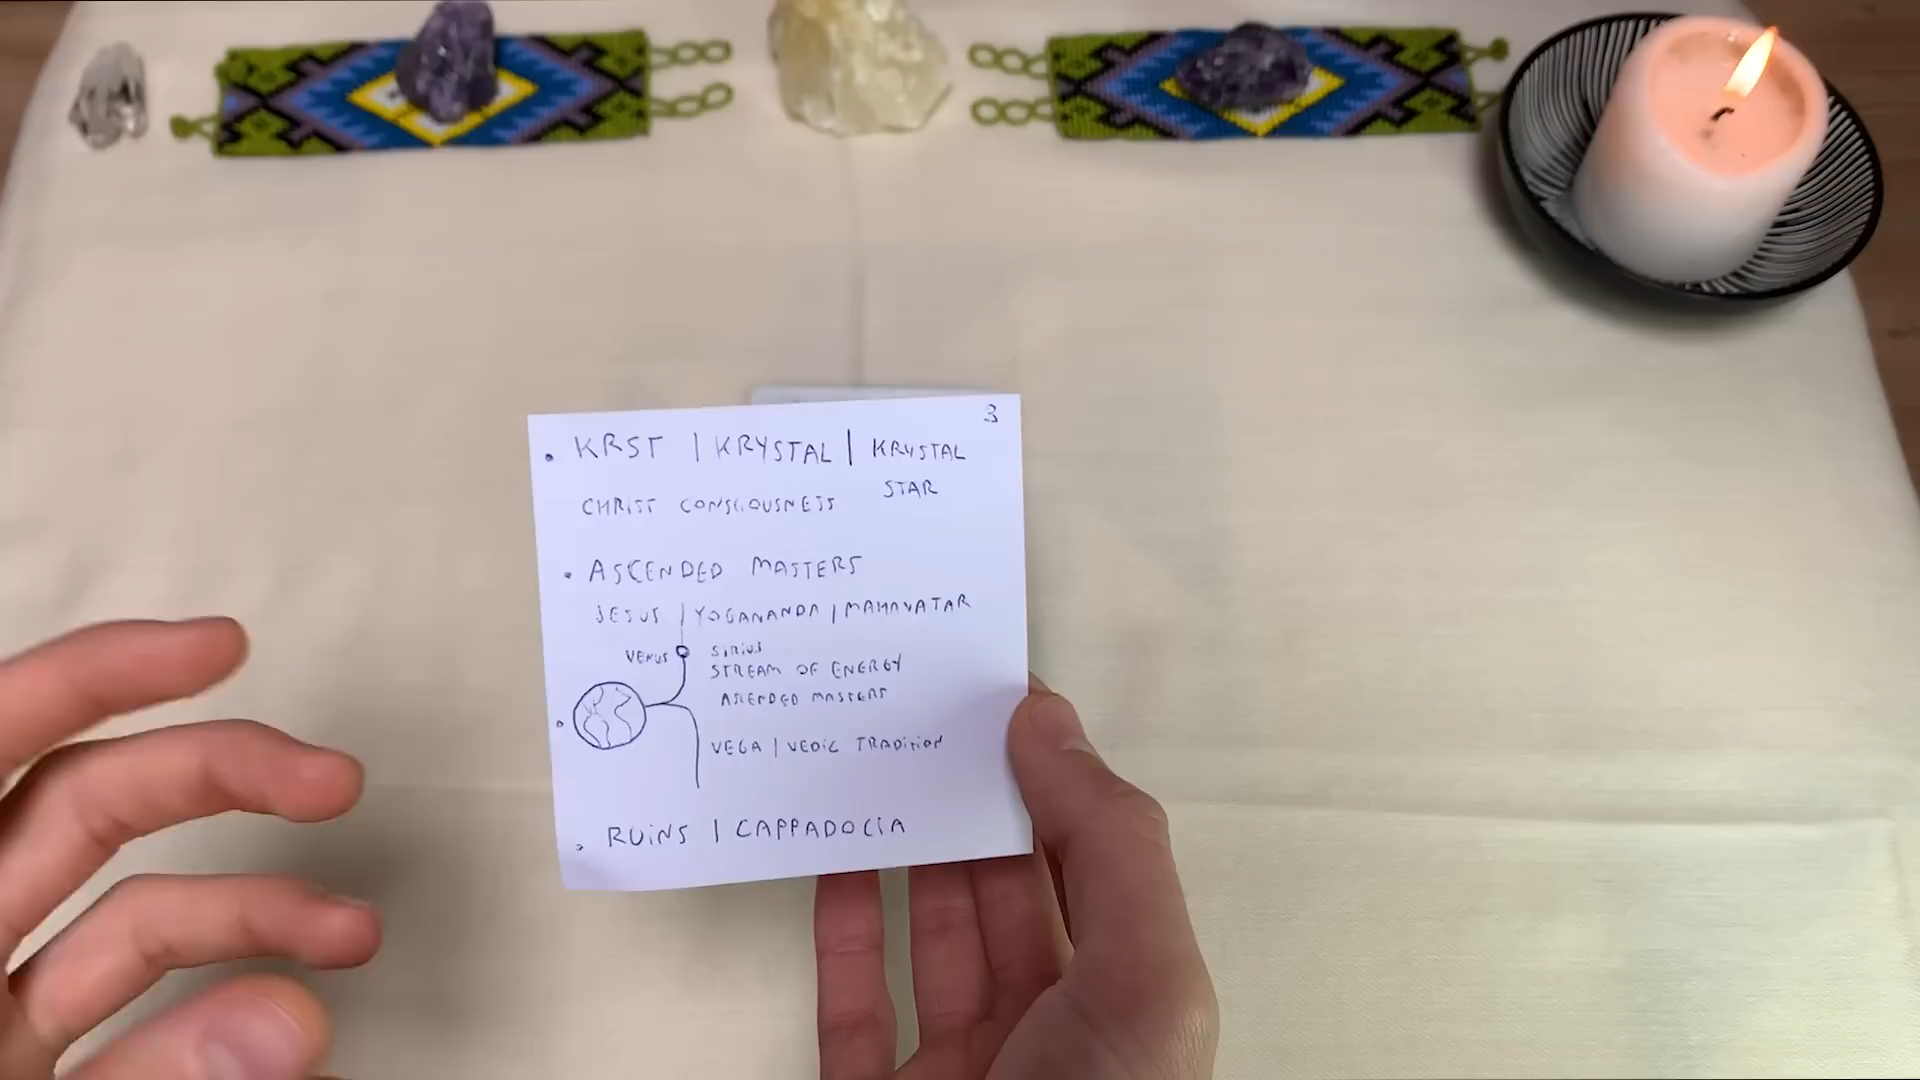 3
• KRST | KRYSTAL | KRYSTAL
STAR
CHRIST CONSCIOUSNESS
• ASCENDED MASTERS
JESUS | YOGANANDA | MAHAVATAR
VENUS SIRIUS
STREAM OF ENERGY
ASCENDED MASTERS
VEGA | VEDIC TRADITION
• RUINS | CAPPADOCIA